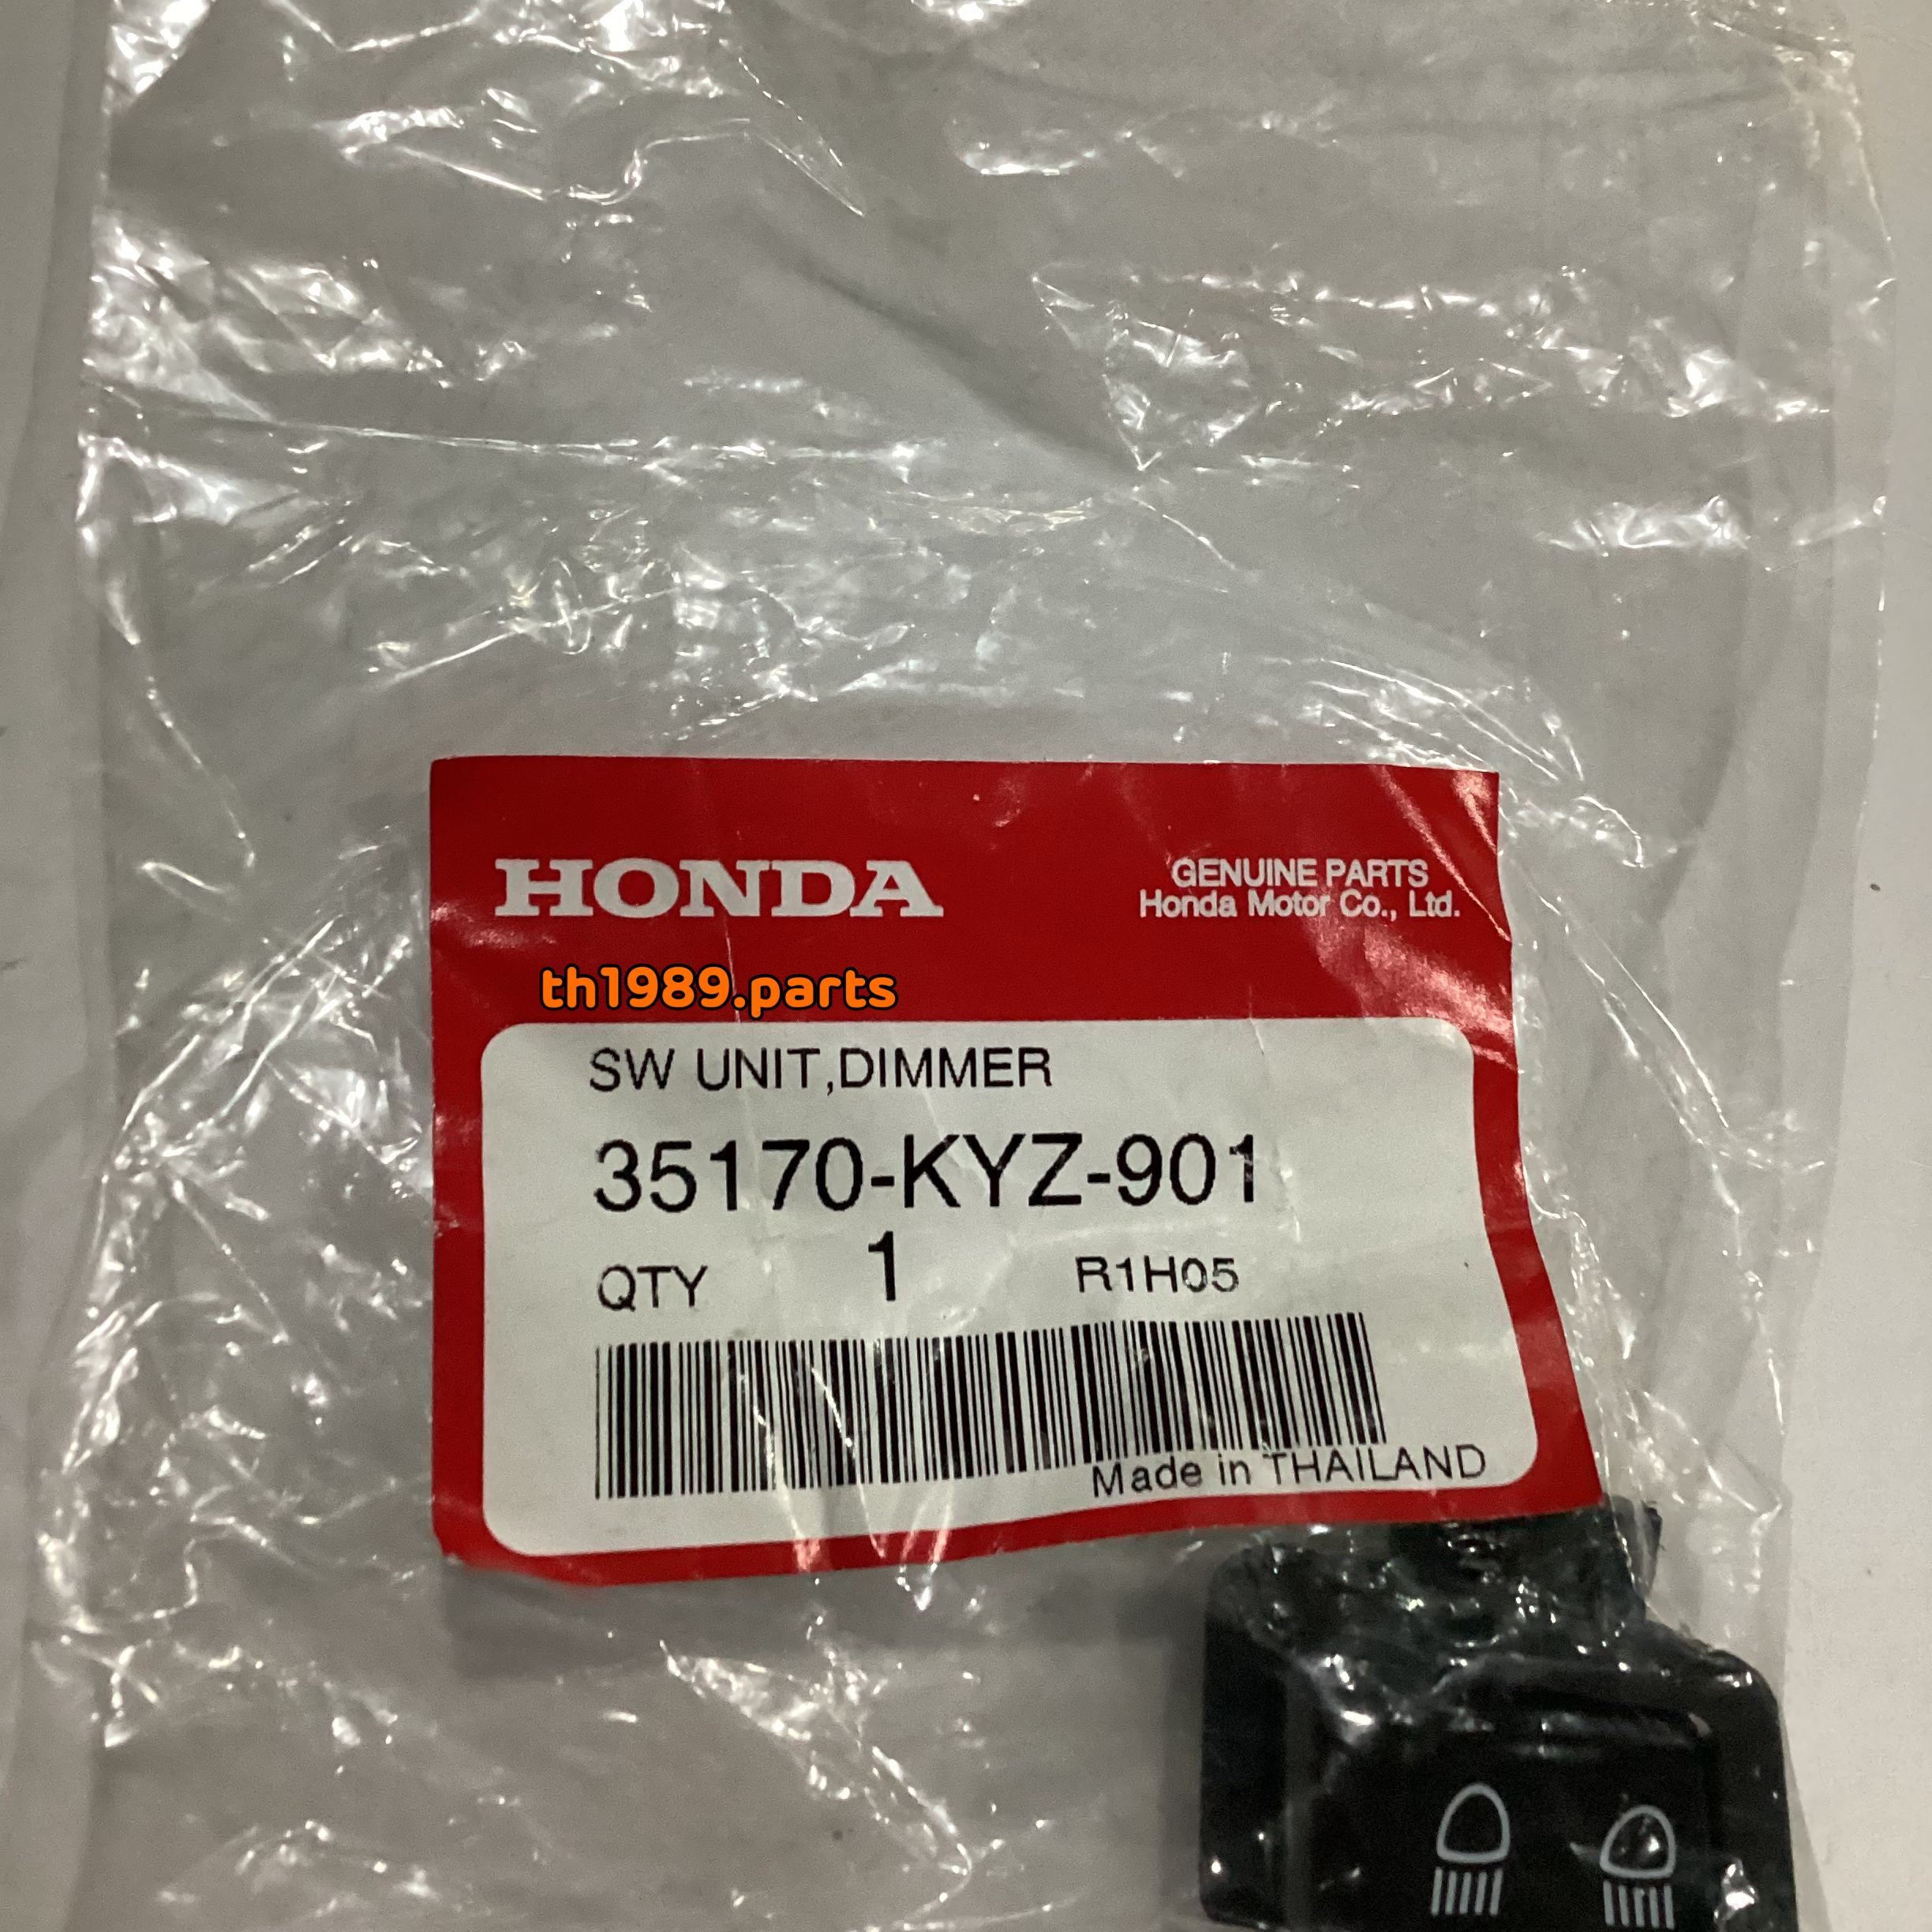 HONDA
GENUINE PARTS
Honda Motor Co., Ltd.
th1989.parts
SW UNIT,DIMMER
35170-KYZ-901
QTY 1 R1H05
Made in THAILAND